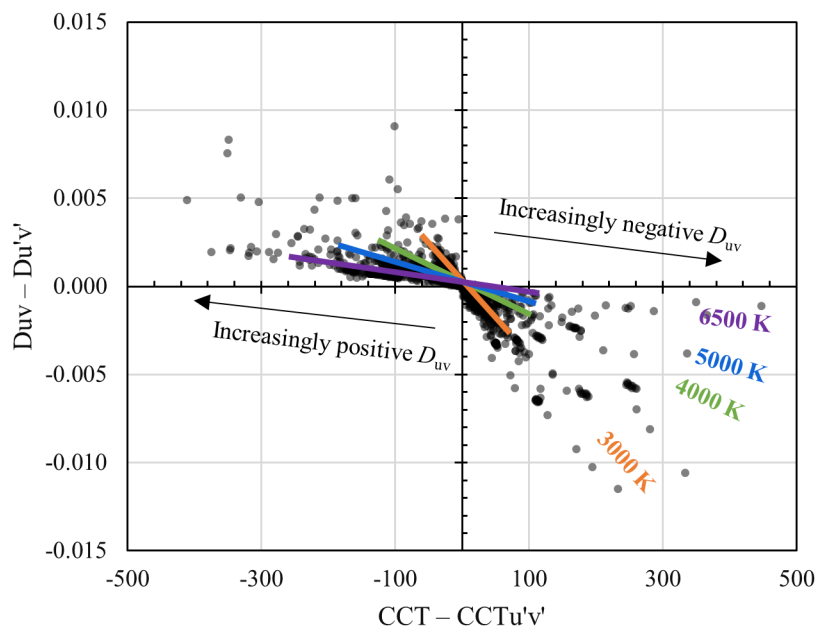 0.015
0.010
0.005
0.000
-0.005
-0.010
-0.015
Duv – Du'v'
Increasingly negative Duv
Increasingly positive Duv
6500 K
5000 K
4000 K
3000 K
-500
-300
-100
100
300
500
CCT – CCTu'v'